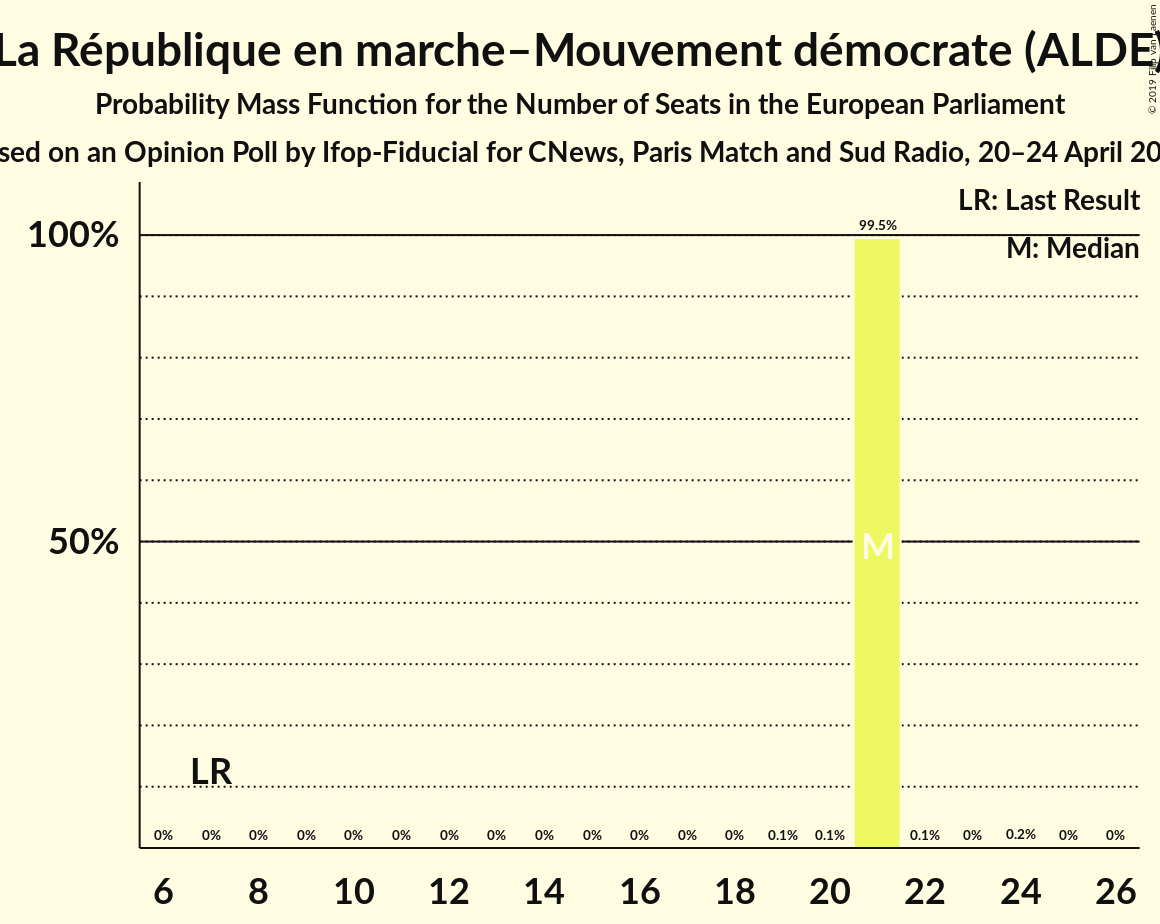 La République en marche–Mouvement démocrate (ALDE)
Probability Mass Function for the Number of Seats in the European Parliament
sed on an Opinion Poll by Ifop-Fiducial for CNews, Paris Match and Sud Radio, 20–24 April 20
© 2019 Filip van Laenen
LR: Last Result
M: Median
100%
50%
99.5%
M
LR
0% 0% 0% 0% 0% 0% 0% 0% 0% 0% 0% 0% 0% 0.1% 0.1% 0.1% 0% 0.2% 0% 0%
6 8 10 12 14 16 18 20 22 24 26